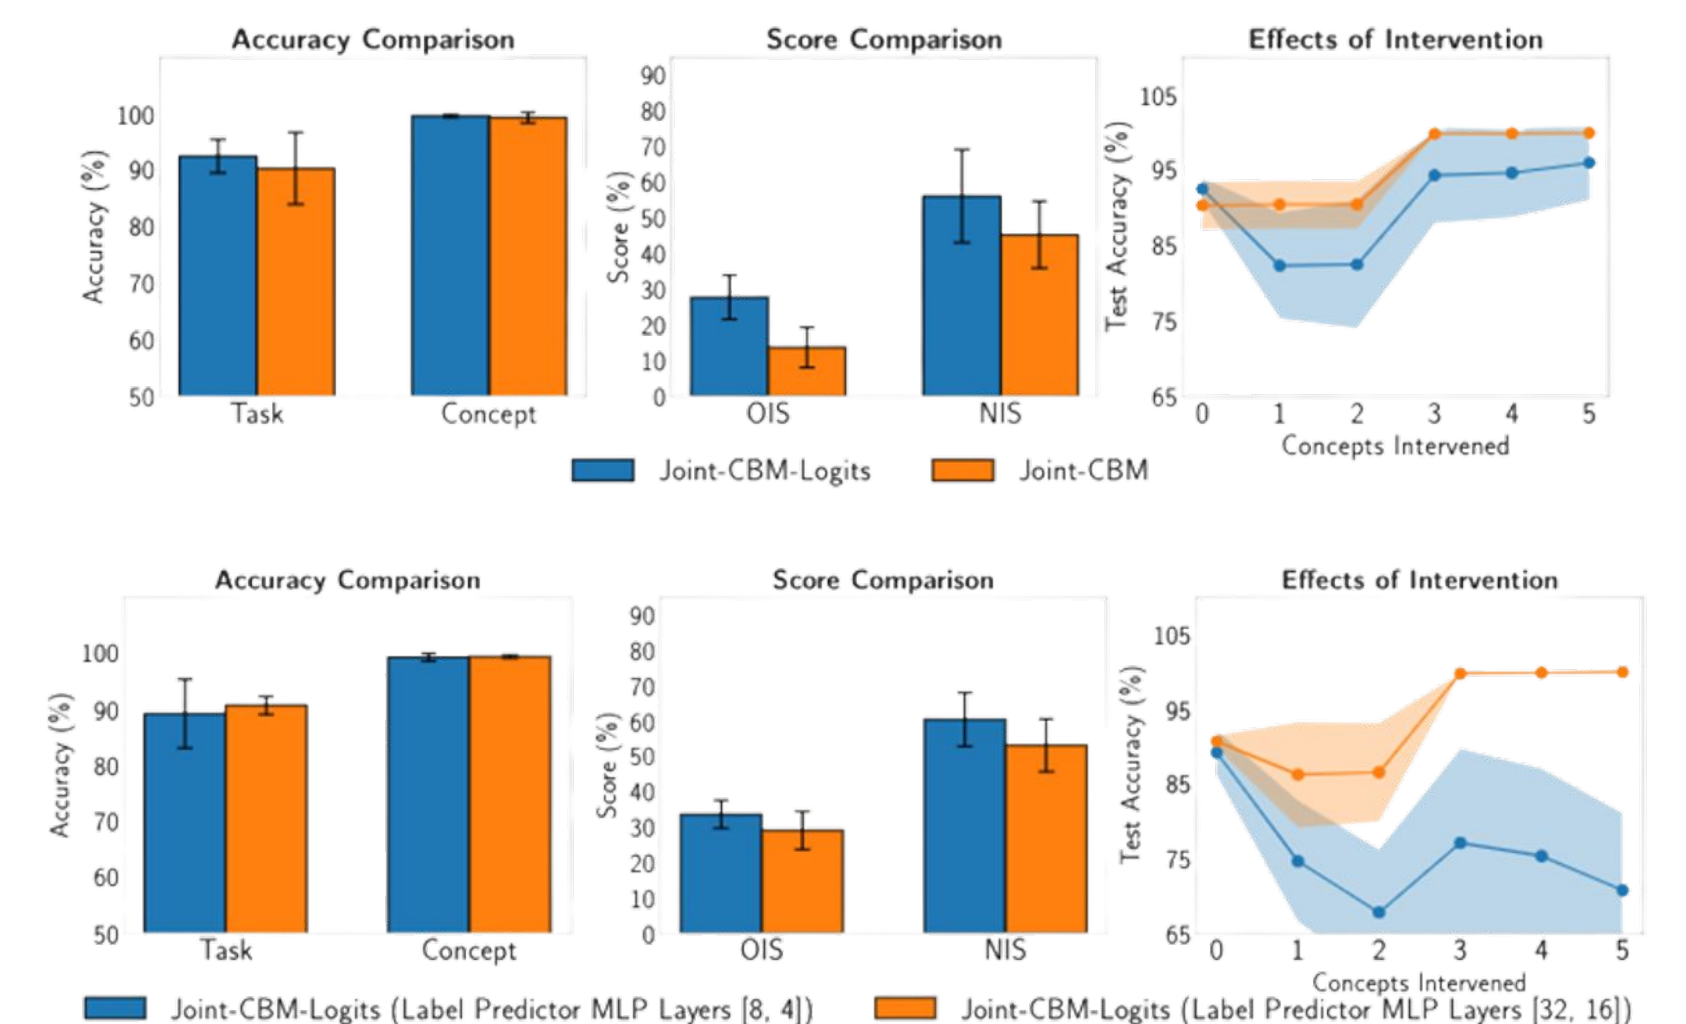 Accuracy Comparison
Accuracy (%)
100
90
80
70
60
50
Task Concept
Score Comparison
Score (%)
90
80
70
60
50
40
30
20
10
0
OIS NIS
Effects of Intervention
Test Accuracy (%)
105
95
85
75
65
0 1 2 3 4 5
Concepts Intervened
Joint-CBM-Logits Joint-CBM
Accuracy Comparison
Accuracy (%)
100
90
80
70
60
50
Task Concept
Score Comparison
Score (%)
90
80
70
60
50
40
30
20
10
0
OIS NIS
Effects of Intervention
Test Accuracy (%)
105
95
85
75
65
0 1 2 3 4 5
Concepts Intervened
Joint-CBM-Logits (Label Predictor MLP Layers [8, 4]) Joint-CBM-Logits (Label Predictor MLP Layers [32, 16])